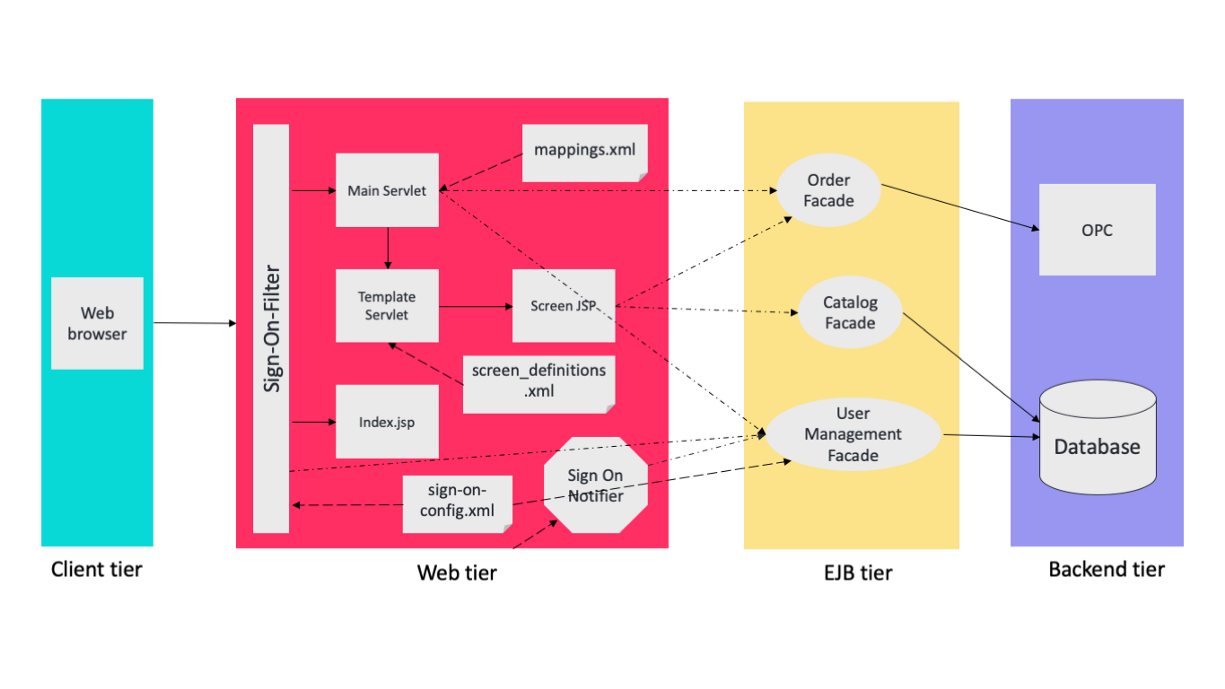 Web
browser
Client tier
Sign-On-Filter
mappings.xml
Main Servlet
Template
Servlet
Screen JSP
screen_definitions
.xml
Index.jsp
Sign On
Notifier
sign-on-
config.xml
Web tier
Order
Facade
Catalog
Facade
User
Management
Facade
EJB tier
OPC
Database
Backend tier